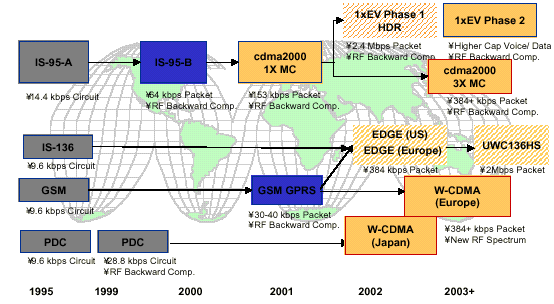 1xEV Phase 1
HDR
1xEV Phase 2
¥2.4 Mbps Packet
¥RF Backward Comp.
¥Higher Cap Voice/ Data
¥RF Backward Comp.
IS-95-A
IS-95-B
cdma2000
1X MC
cdma2000
3X MC
¥14.4 kbps Circuit
¥64 kbps Packet
¥RF Backward Comp.
¥153 kbps Packet
¥RF Backward Comp.
¥384+ kbps Packet
¥RF Backward Comp.
IS-136
EDGE (US)
EDGE (Europe)
UWC136HS
¥9.6 kbps Circuit
¥384 kbps Packet
¥2Mbps Packet
GSM
GSM GPRS
W-CDMA
(Europe)
¥9.6 kbps Circuit
¥30-40 kbps Packet
¥RF Backward Comp.
PDC
PDC
W-CDMA
(Japan)
¥384+ kbps Packet
¥New RF Spectrum
¥9.6 kbps Circuit
¥28.8 kbps Circuit
¥RF Backward Comp.
1995
1999
2000
2001
2002
2003+